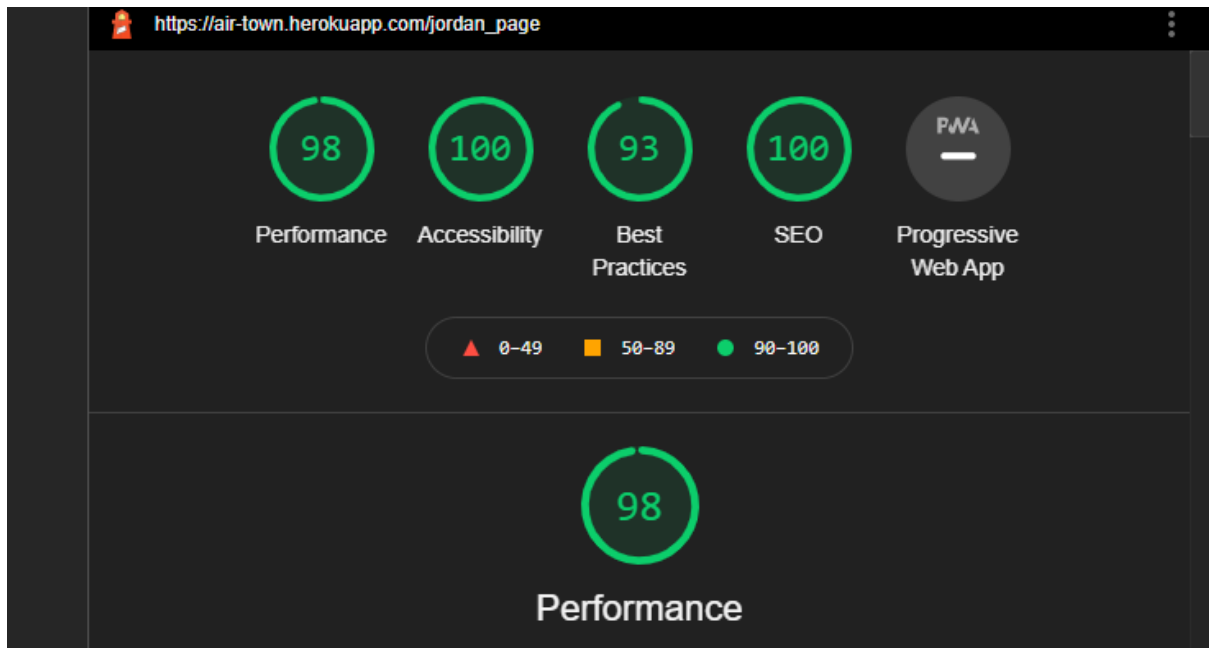 https://air-town.herokuapp.com/jordan_page
98 100 93 100 PWA
Performance Accessibility Best Practices SEO Progressive Web App
0–49 50–89 90–100
98
Performance